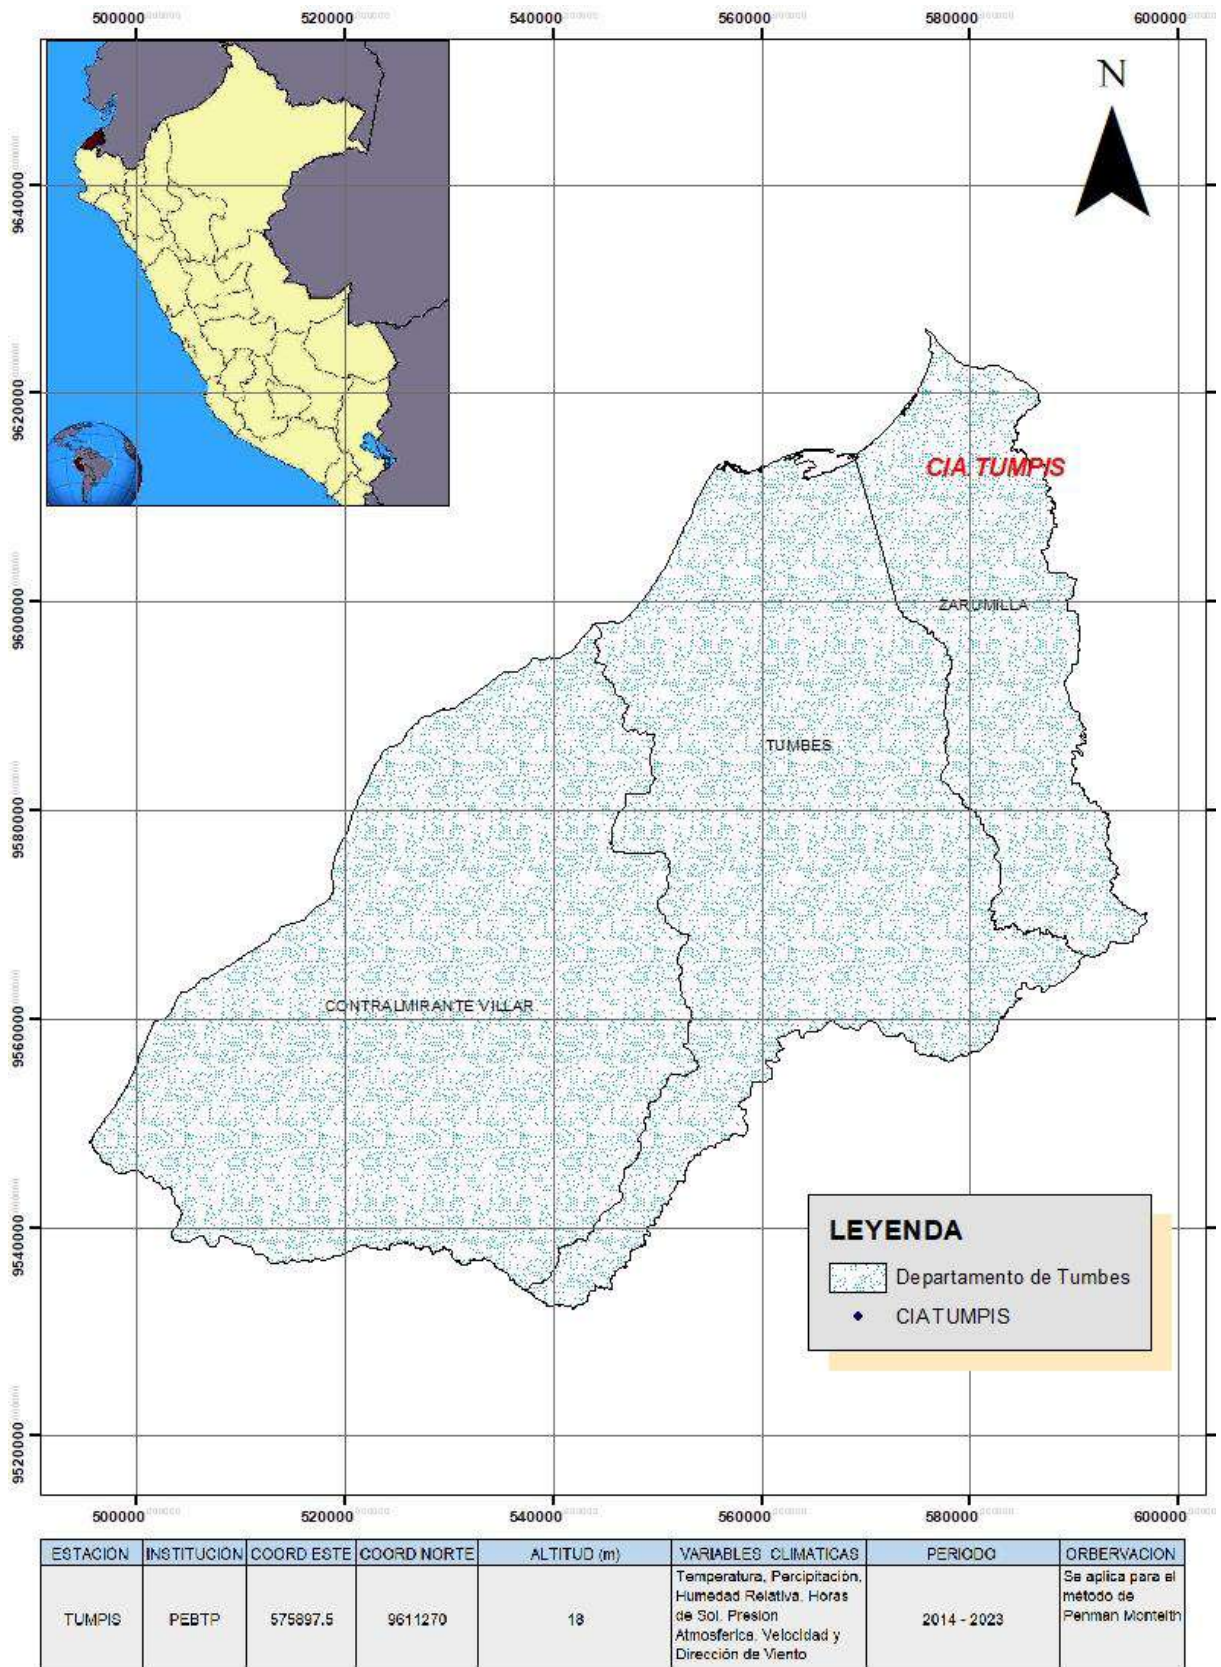 500000 520000 540000 560000 580000 600000
N
9640000
9620000
CIA TUMPIS
9600000
ZARUMILLA
TUMBES
9580000
CONTRALMIRANTE VILLAR
9560000
9540000
LEYENDA
Departamento de Tumbes
CIATUMPIS
9520000
500000 520000 540000 560000 580000 600000
ESTACION INSTITUCION COORD ESTE COORD NORTE ALTITUD (m) VARIABLES CLIMATICAS PERIODO ORBERVACION
TUMPIS PEBTP 575897.5 9611270 18 2014 - 2023
Temperatura, Percipitación,
Humedad Relativa, Horas
de Sol, Presion
Atmosferica, Velocidad y
Dirección de Viento
Se aplica para el
método de
Penman Monteith